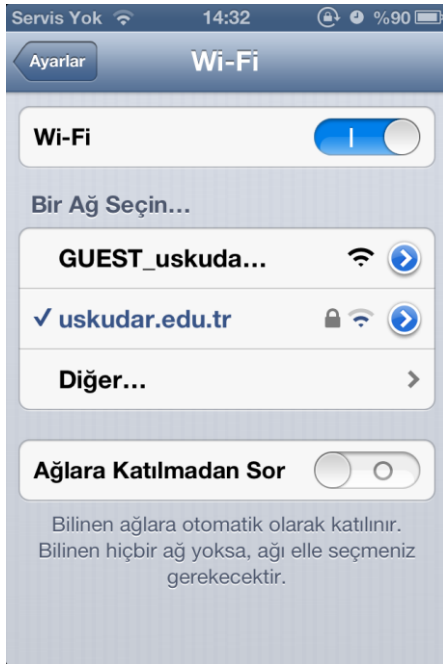 Servis Yok 14:32 %90
Ayarlar Wi-Fi
Wi-Fi
Bir Ağ Seçin...
GUEST_uskuda...
uskudar.edu.tr
Diğer...
Ağlara Katılmadan Sor
Bilinen ağlara otomatik olarak katılınır.
Bilinen hiçbir ağ yoksa, ağı elle seçmeniz
gerekecektir.